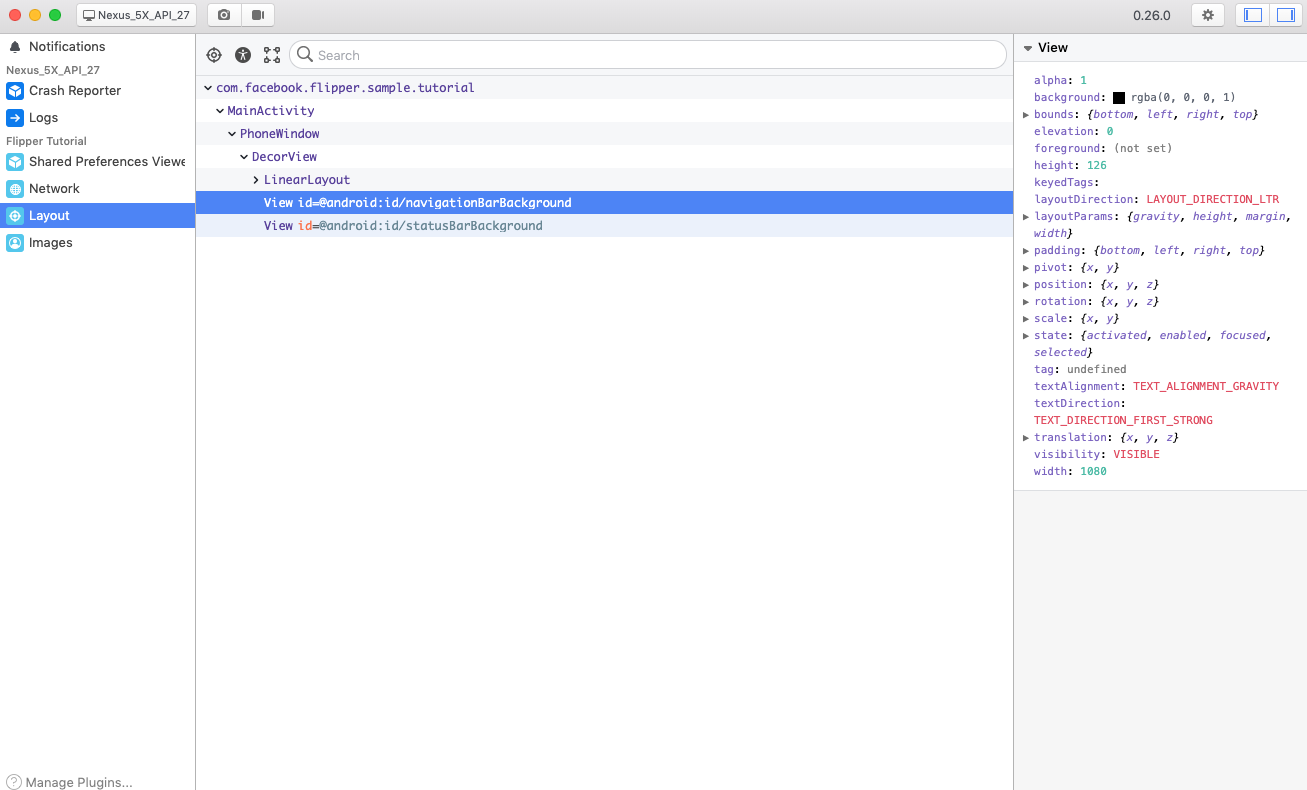 Nexus_5X_API_27
0.26.0
Notifications
Nexus_5X_API_27
Crash Reporter
Logs
Flipper Tutorial
Shared Preferences Viewe
Network
Layout
Images
? Manage Plugins...
Search
com.facebook.flipper.sample.tutorial
MainActivity
PhoneWindow
DecorView
LinearLayout
View id=@android:id/navigationBarBackground
View id=@android:id/statusBarBackground
View
alpha: 1
background: rgba(0, 0, 0, 1)
bounds: {bottom, left, right, top}
elevation: 0
foreground: (not set)
height: 126
keyedTags:
layoutDirection: LAYOUT_DIRECTION_LTR
layoutParams: {gravity, height, margin,
width}
padding: {bottom, left, right, top}
pivot: {x, y}
position: {x, y, z}
rotation: {x, y, z}
scale: {x, y}
state: {activated, enabled, focused,
selected}
tag: undefined
textAlignment: TEXT_ALIGNMENT_GRAVITY
textDirection:
TEXT_DIRECTION_FIRST_STRONG
translation: {x, y, z}
visibility: VISIBLE
width: 1080